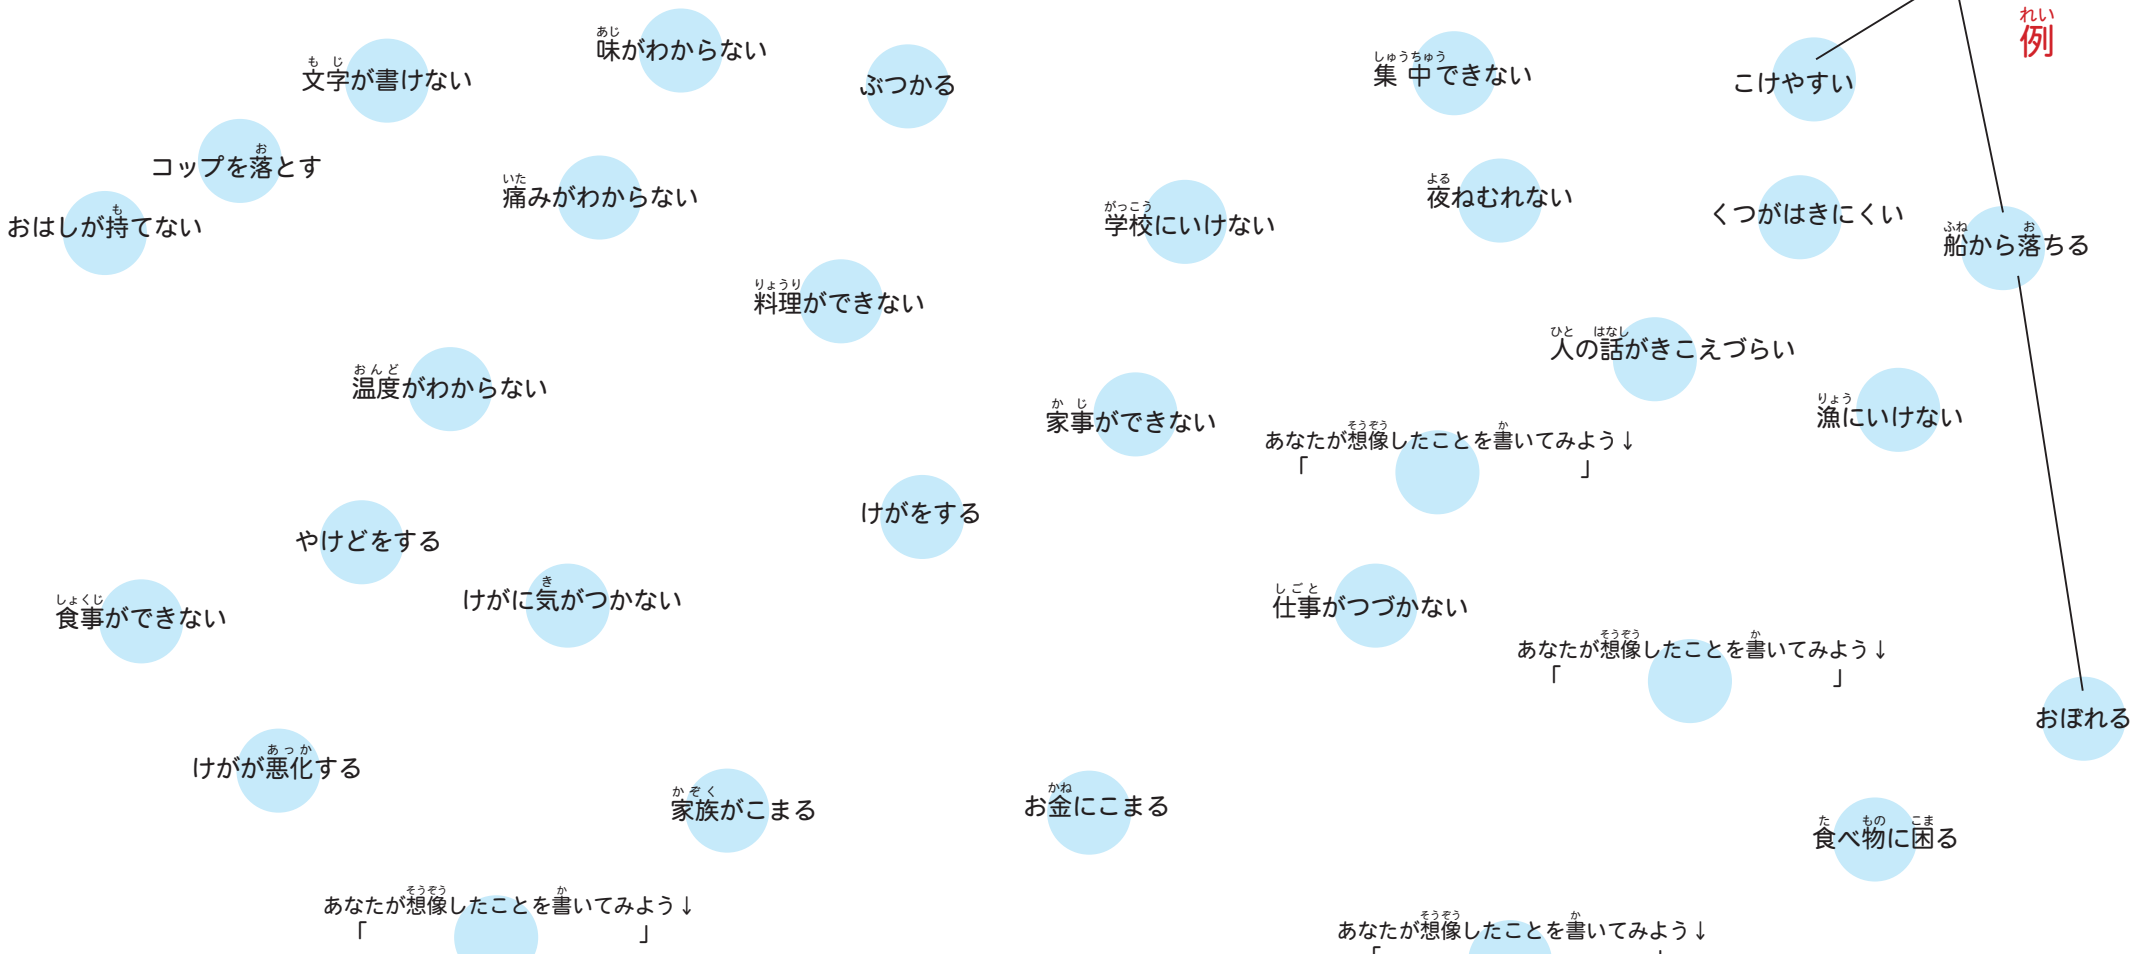 例
味がわからない
文字が書けない
ぶつかる
集中できない
こけやすい
コップを落とす
おはしが持てない
痛みがわからない
学校にいけない
夜ねむれない
くつがはきにくい
船から落ちる
料理ができない
人の話がきこえづらい
温度がわからない
家事ができない
漁にいけない
あなたが想像したことを書いてみよう↓
「　　　　　　　　　　　」
けがをする
やけどをする
けがに気がつかない
食事ができない
仕事がつづかない
あなたが想像したことを書いてみよう↓
「　　　　　　　　　　　」
おぼれる
けがが悪化する
家族がこまる
お金にこまる
食べ物に困る
あなたが想像したことを書いてみよう↓
「　　　　　　　　　　　」
あなたが想像したことを書いてみよう↓